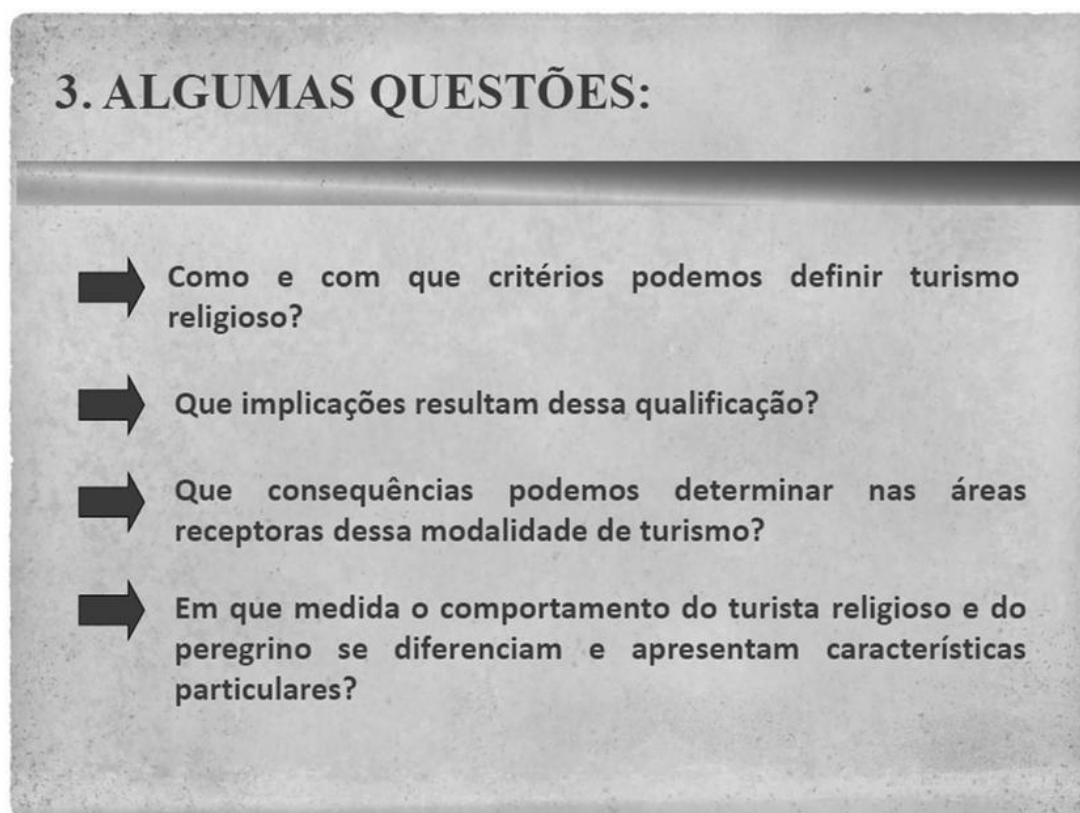 3. ALGUMAS QUESTÕES:
Como e com que critérios podemos definir turismo
religioso?
Que implicações resultam dessa qualificação?
Que consequências podemos determinar nas áreas
receptoras dessa modalidade de turismo?
Em que medida o comportamento do turista religioso e do
peregrino se diferenciam e apresentam características
particulares?